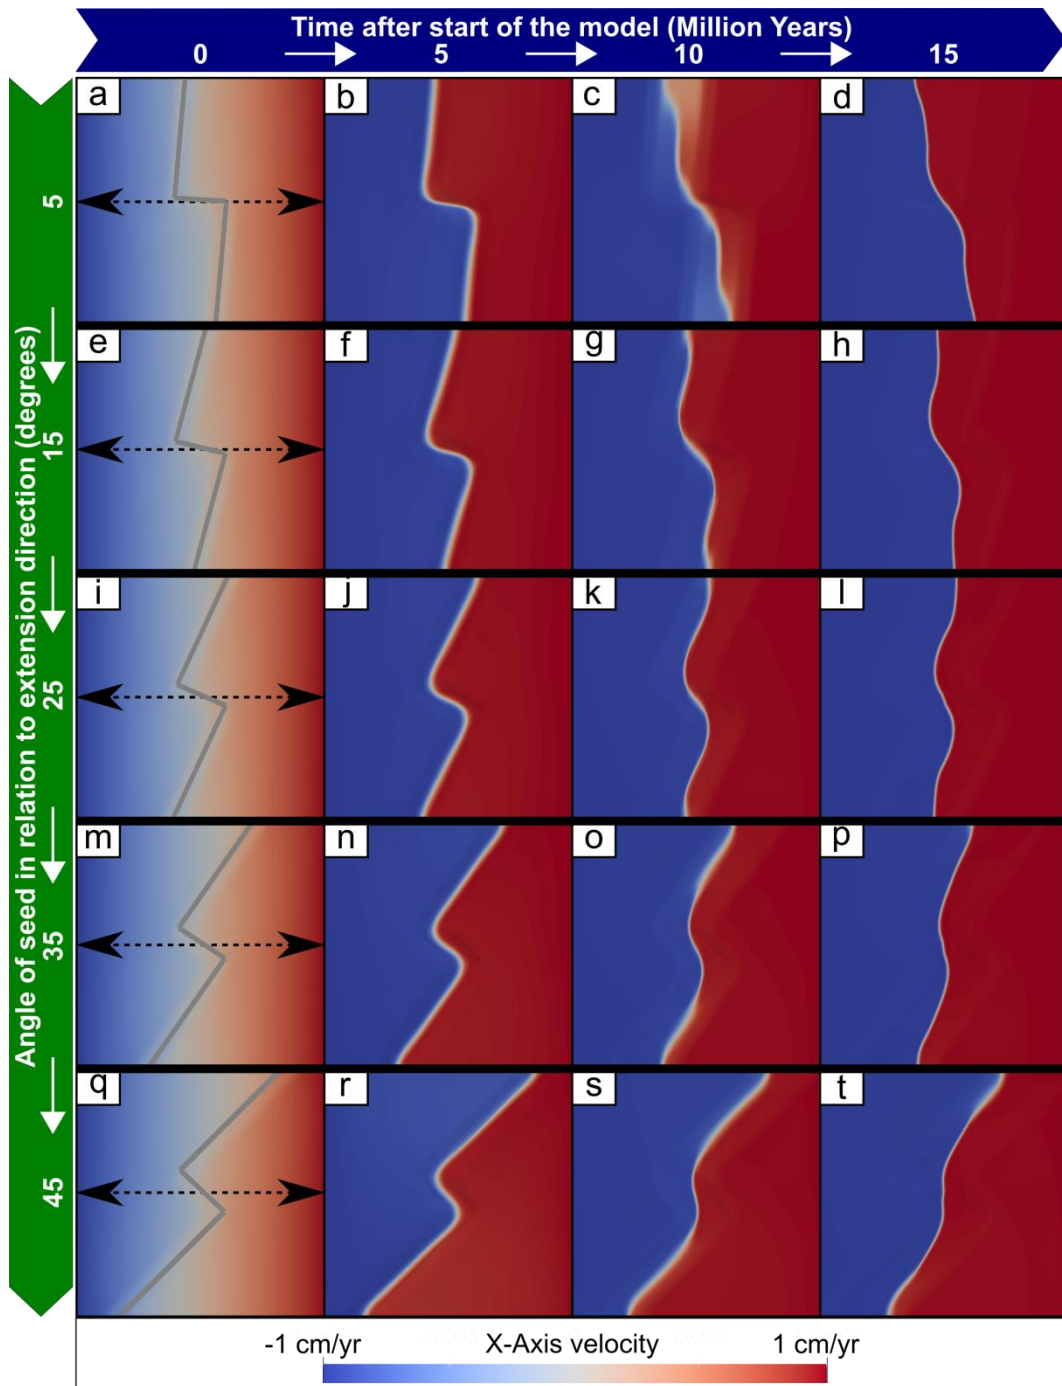 Time after start of the model (Million Years)
0 5 10 15
Angle of seed in relation to extension direction (degrees)
5
15
25
35
45
a b c d
e f g h
i j k l
m n o p
q r s t
-1 cm/yr X-Axis velocity 1 cm/yr